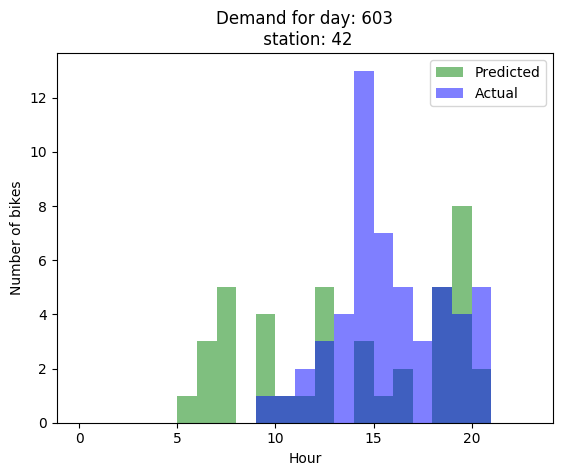 Demand for day: 603
station: 42
Predicted
Actual
Number of bikes
12
10
8
6
4
2
0
0 5 10 15 20
Hour